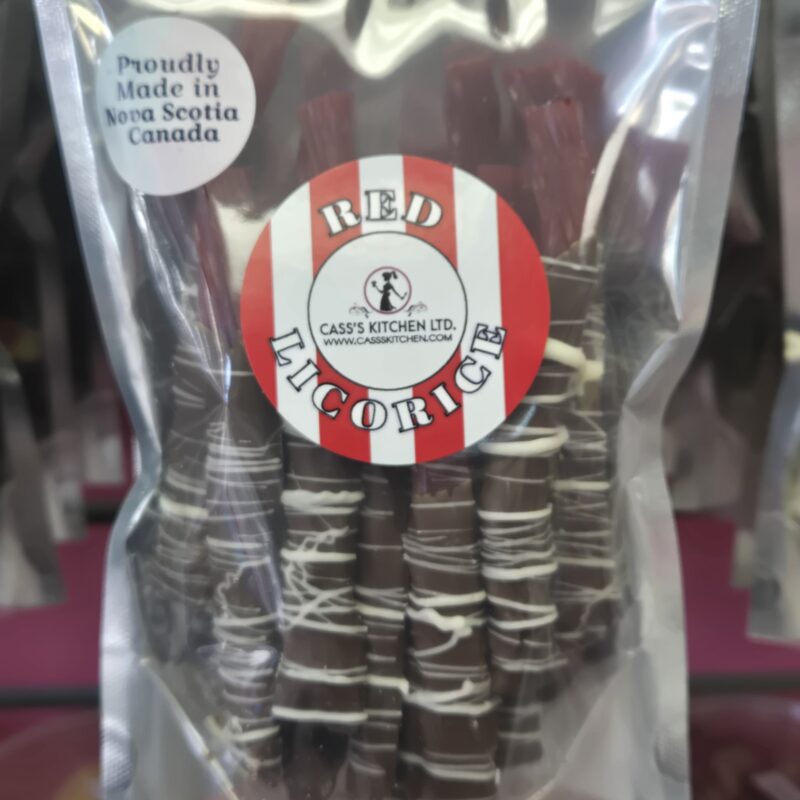 Proudly
Made in
Nova Scotia
Canada
RED
CASS'S KITCHEN LTD.
WWW.CASSSKITCHEN.COM
LICORICE